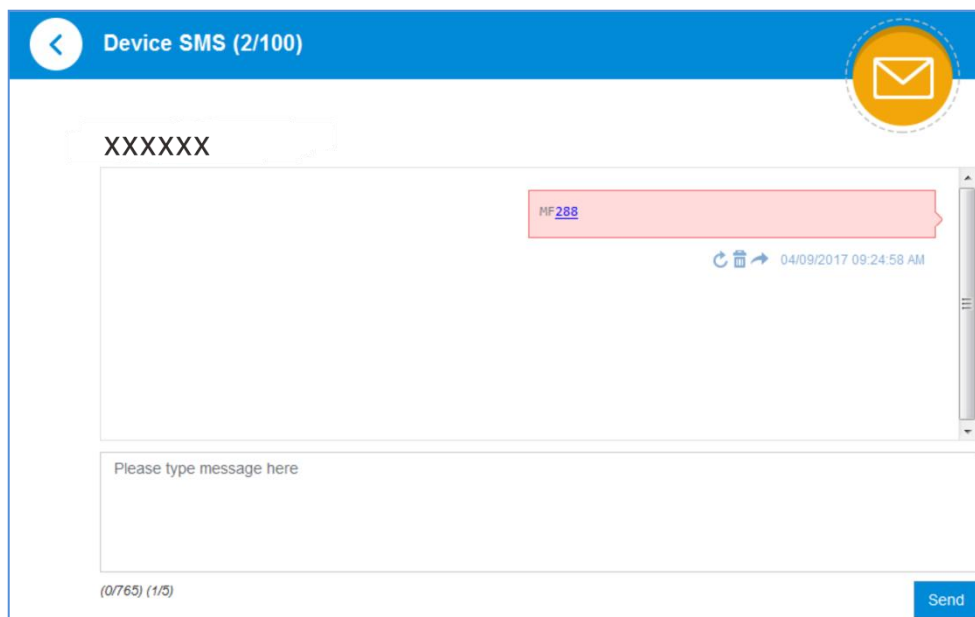 Device SMS (2/100)
XXXXXX
MF288
04/09/2017 09:24:58 AM
Please type message here
(0/765) (1/5)
Send